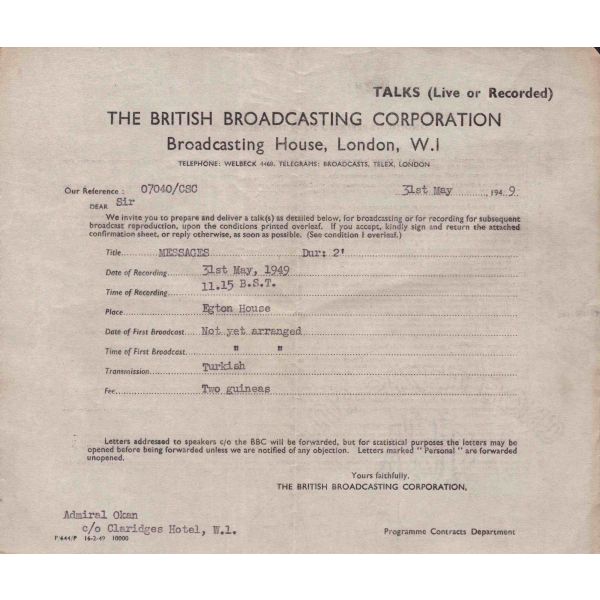 TALKS (Live or Recorded)
THE BRITISH BROADCASTING CORPORATION
Broadcasting House, London, W.1
TELEPHONE: WELBECK 4468. TELEGRAMS: BROADCASTS, TELEX, LONDON
Our Reference: 07040/CSC 31st May, 1949.
DEAR Sir
We invite you to prepare and deliver a talk(s) as detailed below, for broadcasting or for recording for subsequent
broadcast reproduction, upon the conditions printed overleaf. If you accept, kindly sign and return the attached
confirmation sheet, or reply otherwise, as soon as possible. (See condition 1 overleaf.)
Title..... MESSAGES Dur: 2'
Date of Recording..... 31st May, 1949
Time of Recording..... 11.15 B.S.T.
Place..... Egton House
Date of First Broadcast..... Not yet arranged
Time of First Broadcast..... " "
Transmission..... Turkish
Fee..... Two guineas
Letters addressed to speakers c/o the BBC will be forwarded, but for statistical purposes the letters may be
opened before being forwarded unless we are notified of any objection. Letters marked "Personal" are forwarded
unopened.
Yours faithfully,
THE BRITISH BROADCASTING CORPORATION,
Admiral Okan
c/o Claridges Hotel, W.1.
P/644/P 16-2-49 10000
Programme Contracts Department